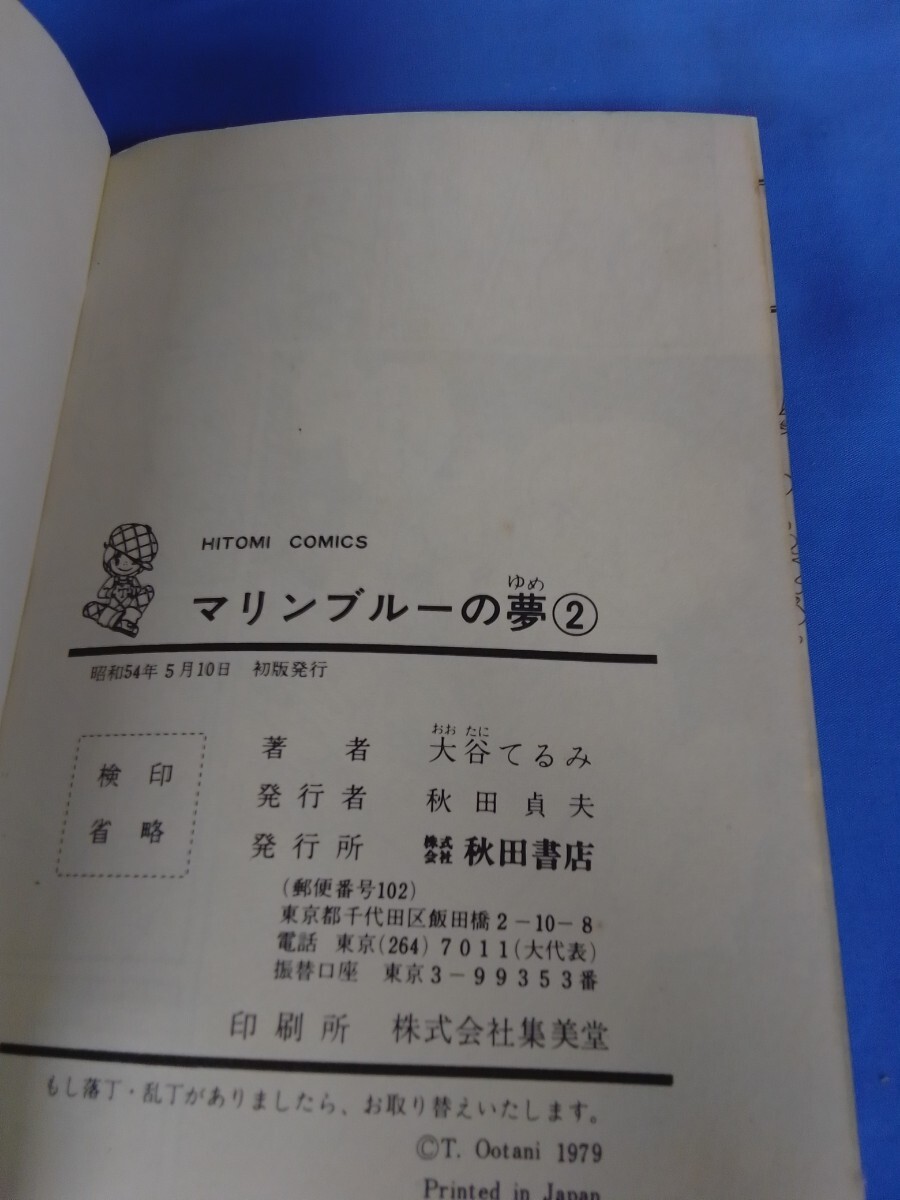 HITOMI COMICS
ゆめ
マリンブルーの夢②
昭和54年5月10日 初版発行
検印
省略
おお たに
著者 大谷てるみ
発行者 秋田貞夫
発行所 株式会社 秋田書店
(郵便番号102)
東京都千代田区飯田橋2-10-8
電話 東京(264)7011(大代表)
振替口座 東京3-99353番
印刷所 株式会社集美堂
もし落丁・乱丁がありましたら、お取り替えいたします。
©T. Ootani 1979
Printed in Japan